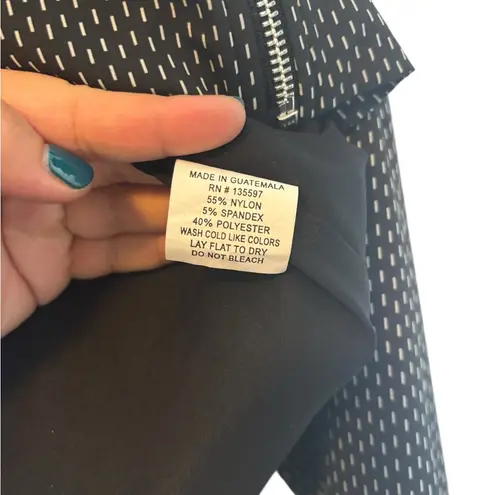 MADE IN GUATEMALA
RN # 135597
55% NYLON
5% SPANDEX
40% POLYESTER
WASH COLD LIKE COLORS
LAY FLAT TO DRY
DO NOT BLEACH